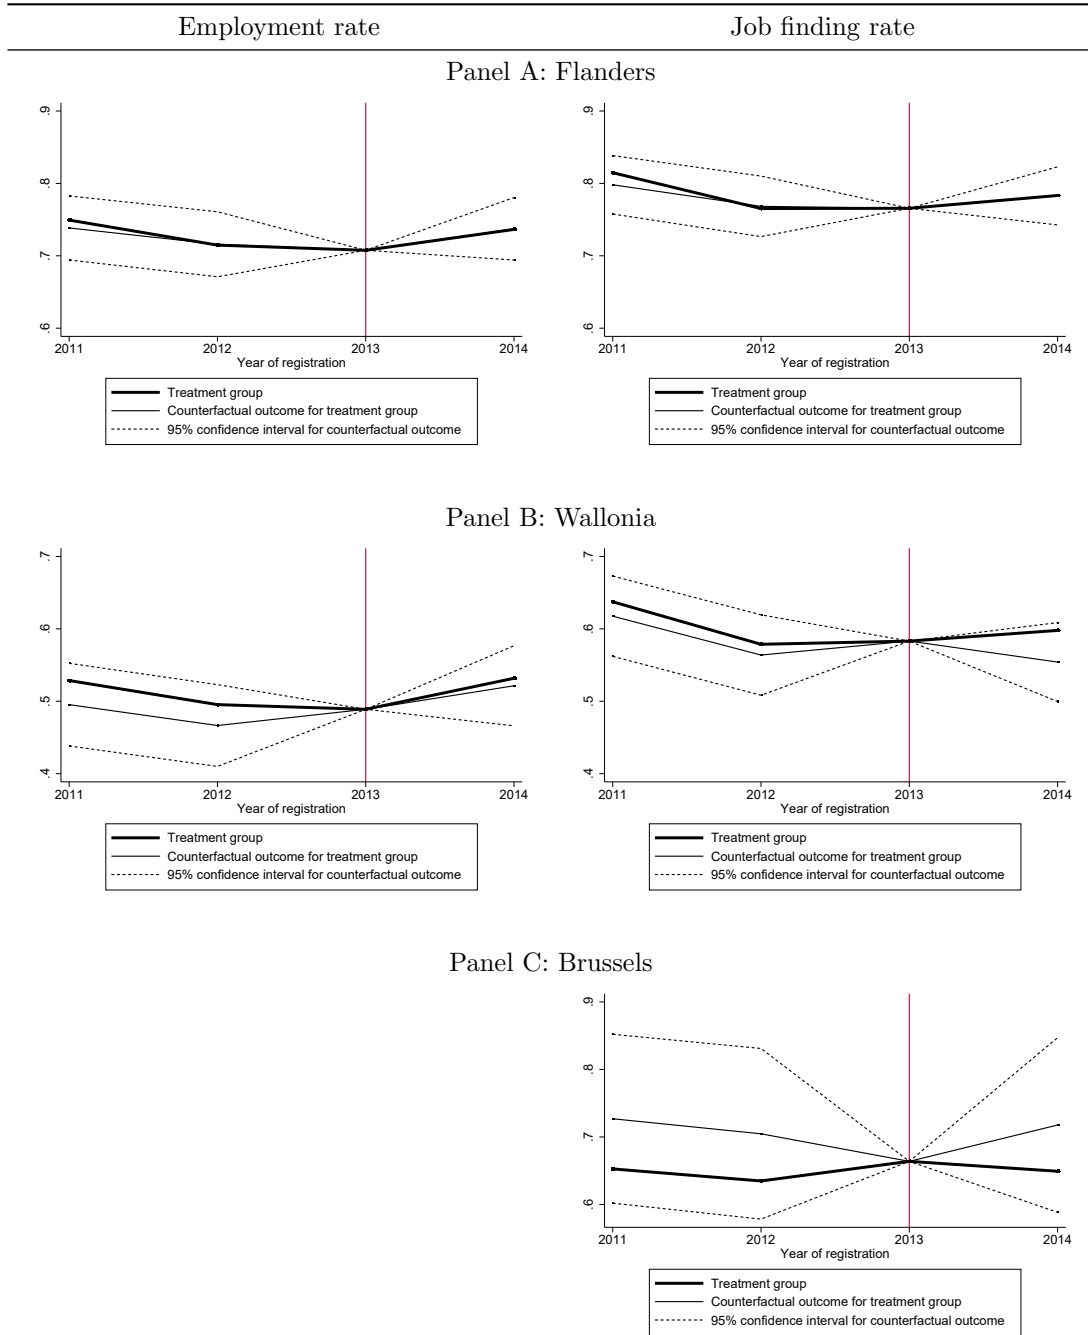 Employment rate Job finding rate
Panel A: Flanders
.9
.8
.7
.6
2011 2012 2013 2014
Year of registration
Treatment group
Counterfactual outcome for treatment group
95% confidence interval for counterfactual outcome
.9
.8
.7
.6
2011 2012 2013 2014
Year of registration
Treatment group
Counterfactual outcome for treatment group
95% confidence interval for counterfactual outcome
Panel B: Wallonia
.7
.6
.5
.4
2011 2012 2013 2014
Year of registration
Treatment group
Counterfactual outcome for treatment group
95% confidence interval for counterfactual outcome
.7
.6
.5
.4
2011 2012 2013 2014
Year of registration
Treatment group
Counterfactual outcome for treatment group
95% confidence interval for counterfactual outcome
Panel C: Brussels
.9
.8
.7
.6
2011 2012 2013 2014
Year of registration
Treatment group
Counterfactual outcome for treatment group
95% confidence interval for counterfactual outcome